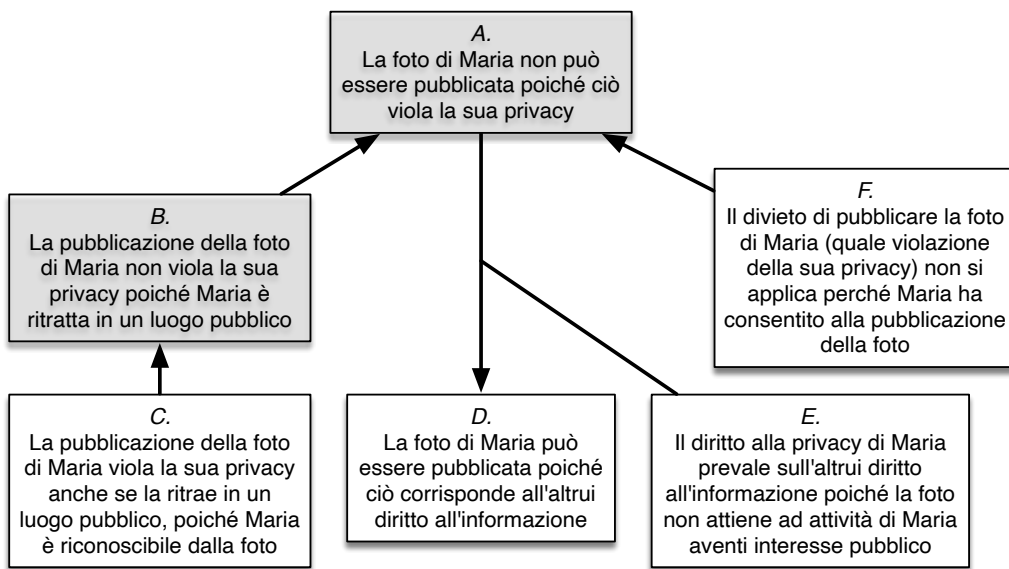 A.
La foto di Maria non può
essere pubblicata poiché ciò
viola la sua privacy
B.
La pubblicazione della foto
di Maria non viola la sua
privacy poiché Maria è
ritratta in un luogo pubblico
F.
Il divieto di pubblicare la foto
di Maria (quale violazione
della sua privacy) non si
applica perché Maria ha
consentito alla pubblicazione
della foto
C.
La pubblicazione della foto
di Maria viola la sua privacy
anche se la ritrae in un
luogo pubblico, poiché Maria
è riconoscibile dalla foto
D.
La foto di Maria può
essere pubblicata poiché
ciò corrisponde all'altrui
diritto all'informazione
E.
Il diritto alla privacy di Maria
prevale sull'altrui diritto
all'informazione poiché la foto
non attiene ad attività di Maria
aventi interesse pubblico